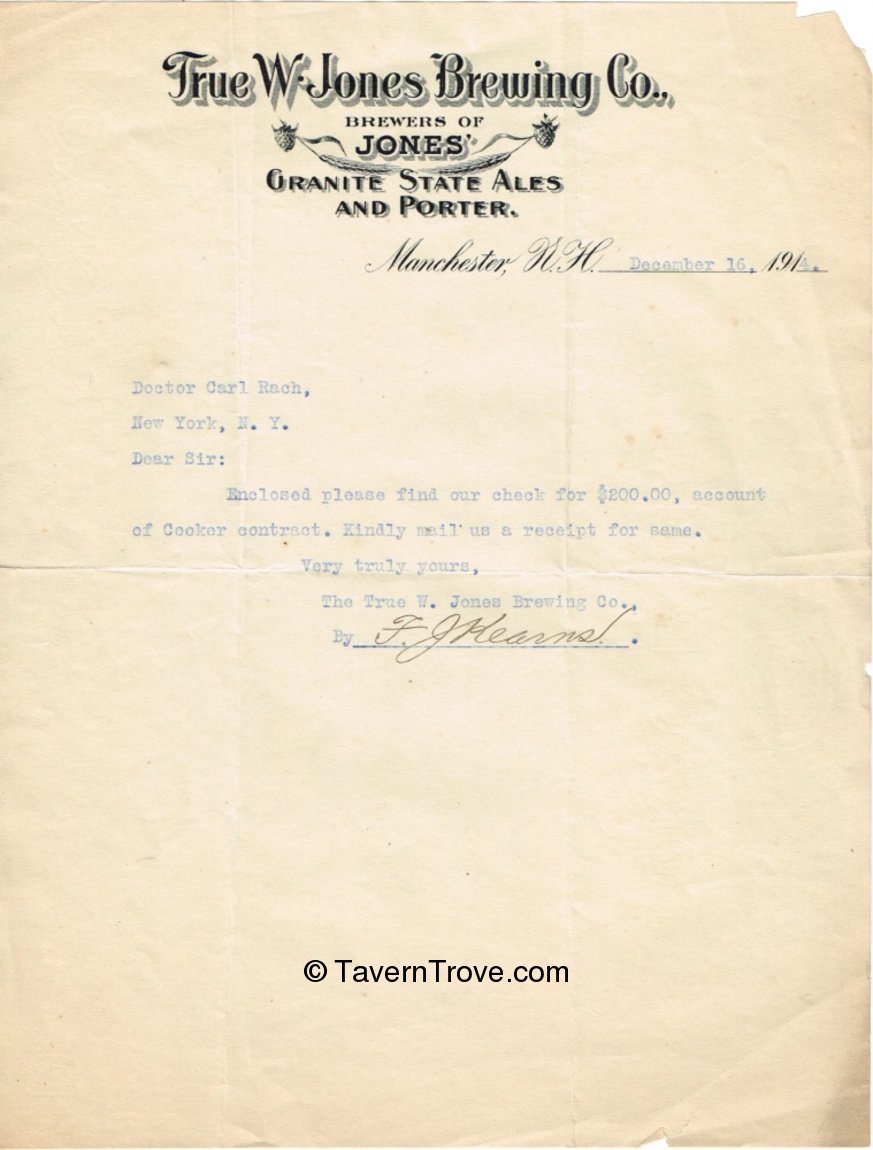 True W. Jones Brewing Co.,
BREWERS OF
JONES'
GRANITE STATE ALES
AND PORTER.
Manchester, N.H. December 16, 1914.
Doctor Carl Rach,
New York, N. Y.
Dear Sir:
Enclosed please find our check for $200.00, account
of Cooker contract. Kindly mail us a receipt for same.
Very truly yours,
The True W. Jones Brewing Co.,
By F. J Kearns.
© TavernTrove.com